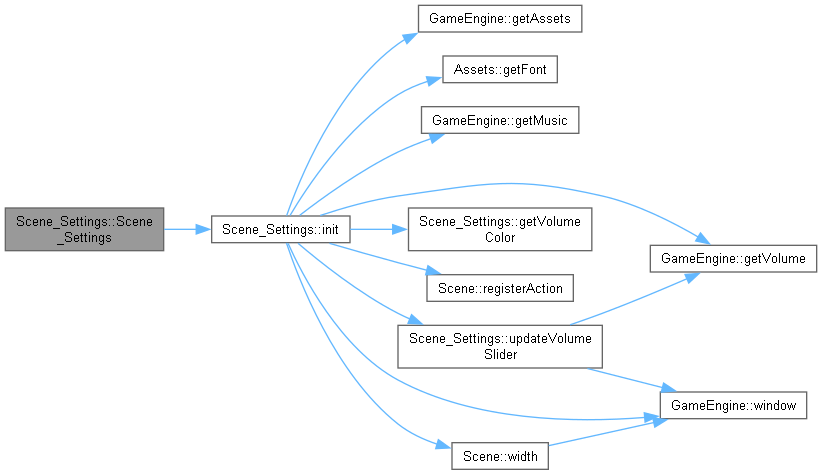 GameEngine::getAssets
Assets::getFont
GameEngine::getMusic
Scene_Settings::Scene
_Settings
Scene_Settings::init
Scene_Settings::getVolume
Color
GameEngine::getVolume
Scene::registerAction
Scene_Settings::updateVolume
Slider
GameEngine::window
Scene::width